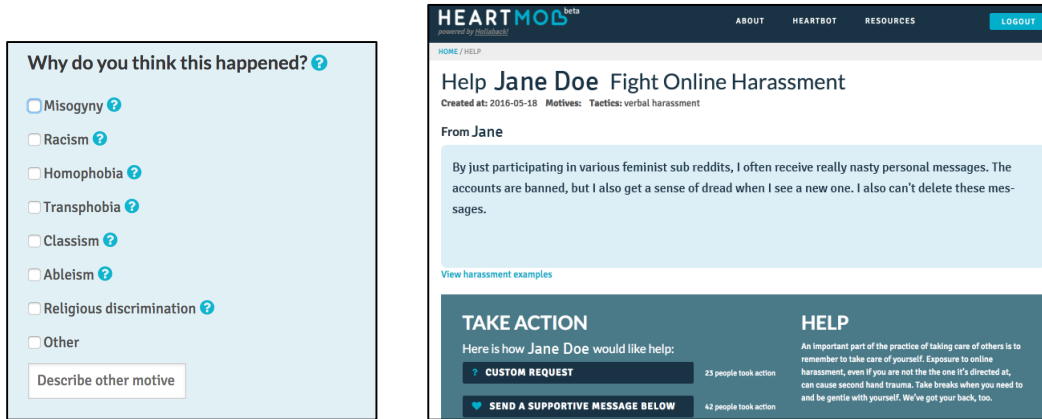 Why do you think this happened? ?
Misogyny ?
Racism ?
Homophobia ?
Transphobia ?
Classism ?
Ableism ?
Religious discrimination ?
Other
Describe other motive
HEARTMOB beta
powered by Hollaback!
ABOUT HEARTBOT RESOURCES LOGOUT
HOME / HELP
Help Jane Doe Fight Online Harassment
Created at: 2016-05-18 Motives: Tactics: verbal harassment
From Jane
By just participating in various feminist sub reddits, I often receive really nasty personal messages. The
accounts are banned, but I also get a sense of dread when I see a new one. I also can't delete these mes-
sages.
View harassment examples
TAKE ACTION
Here is how Jane Doe would like help:
? CUSTOM REQUEST 23 people took action
SEND A SUPPORTIVE MESSAGE BELOW 42 people took action
HELP
An important part of the practice of taking care of others is to
remember to take care of yourself. Exposure to online
harassment, even if you are not the the one it's directed at,
can cause second hand trauma. Take breaks when you need to
and be gentle with yourself. We've got your back, too.